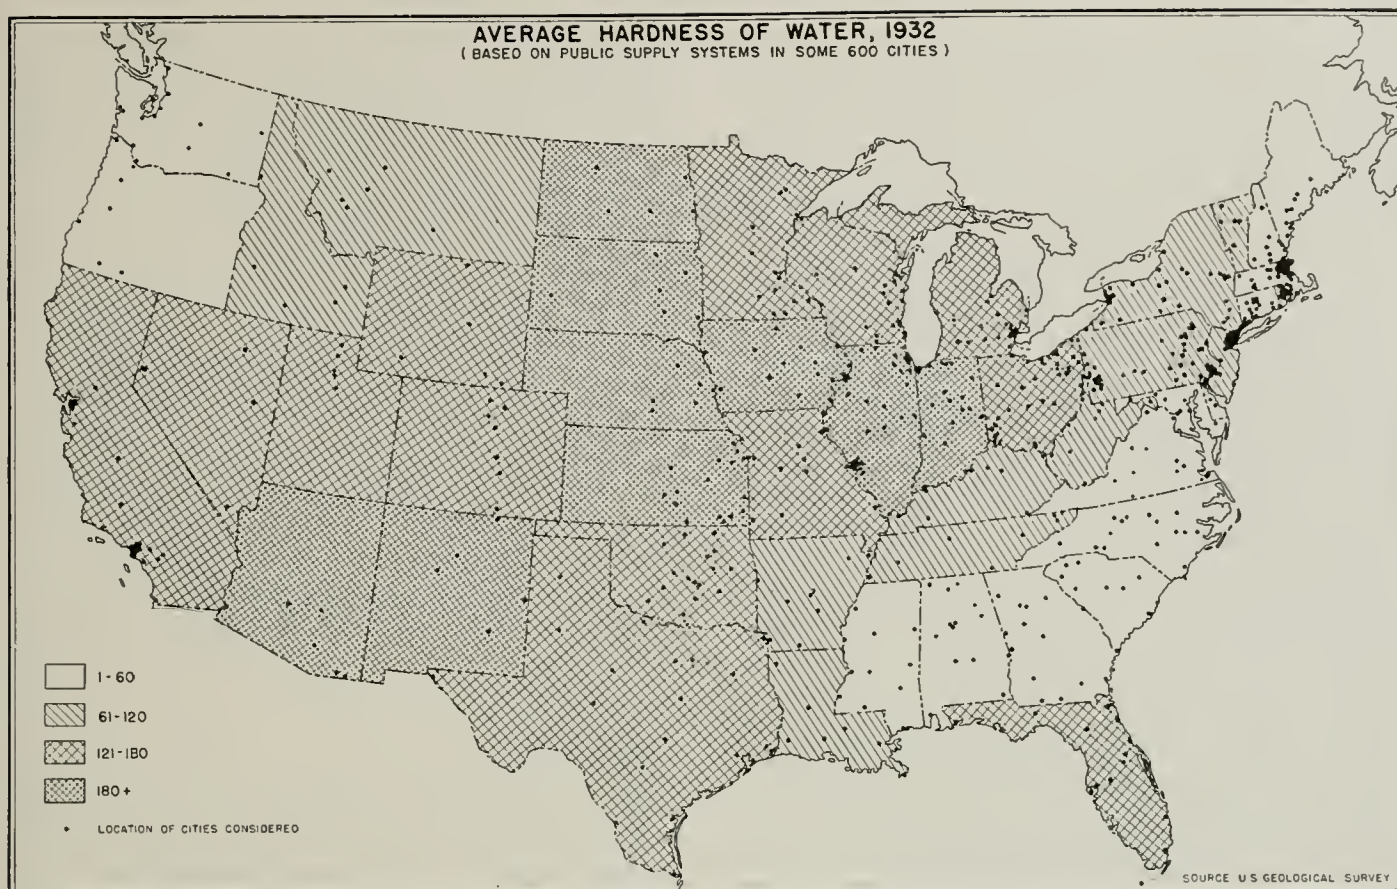 AVERAGE HARDNESS OF WATER, 1932
( BASED ON PUBLIC SUPPLY SYSTEMS IN SOME 600 CITIES )
1-60
61-120
121-180
180+
LOCATION OF CITIES CONSIDERED
SOURCE U S GEOLOGICAL SURVEY